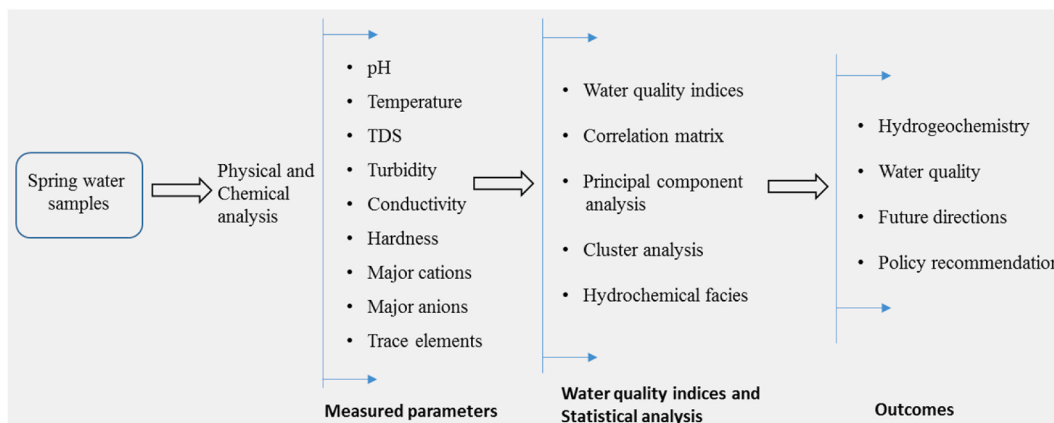 Spring water
samples
Physical and
Chemical
analysis
• pH
• Temperature
• TDS
• Turbidity
• Conductivity
• Hardness
• Major cations
• Major anions
• Trace elements
Measured parameters
• Water quality indices
• Correlation matrix
• Principal component
analysis
• Cluster analysis
• Hydrochemical facies
Water quality indices and
Statistical analysis
• Hydrogeochemistry
• Water quality
• Future directions
• Policy recommendation
Outcomes